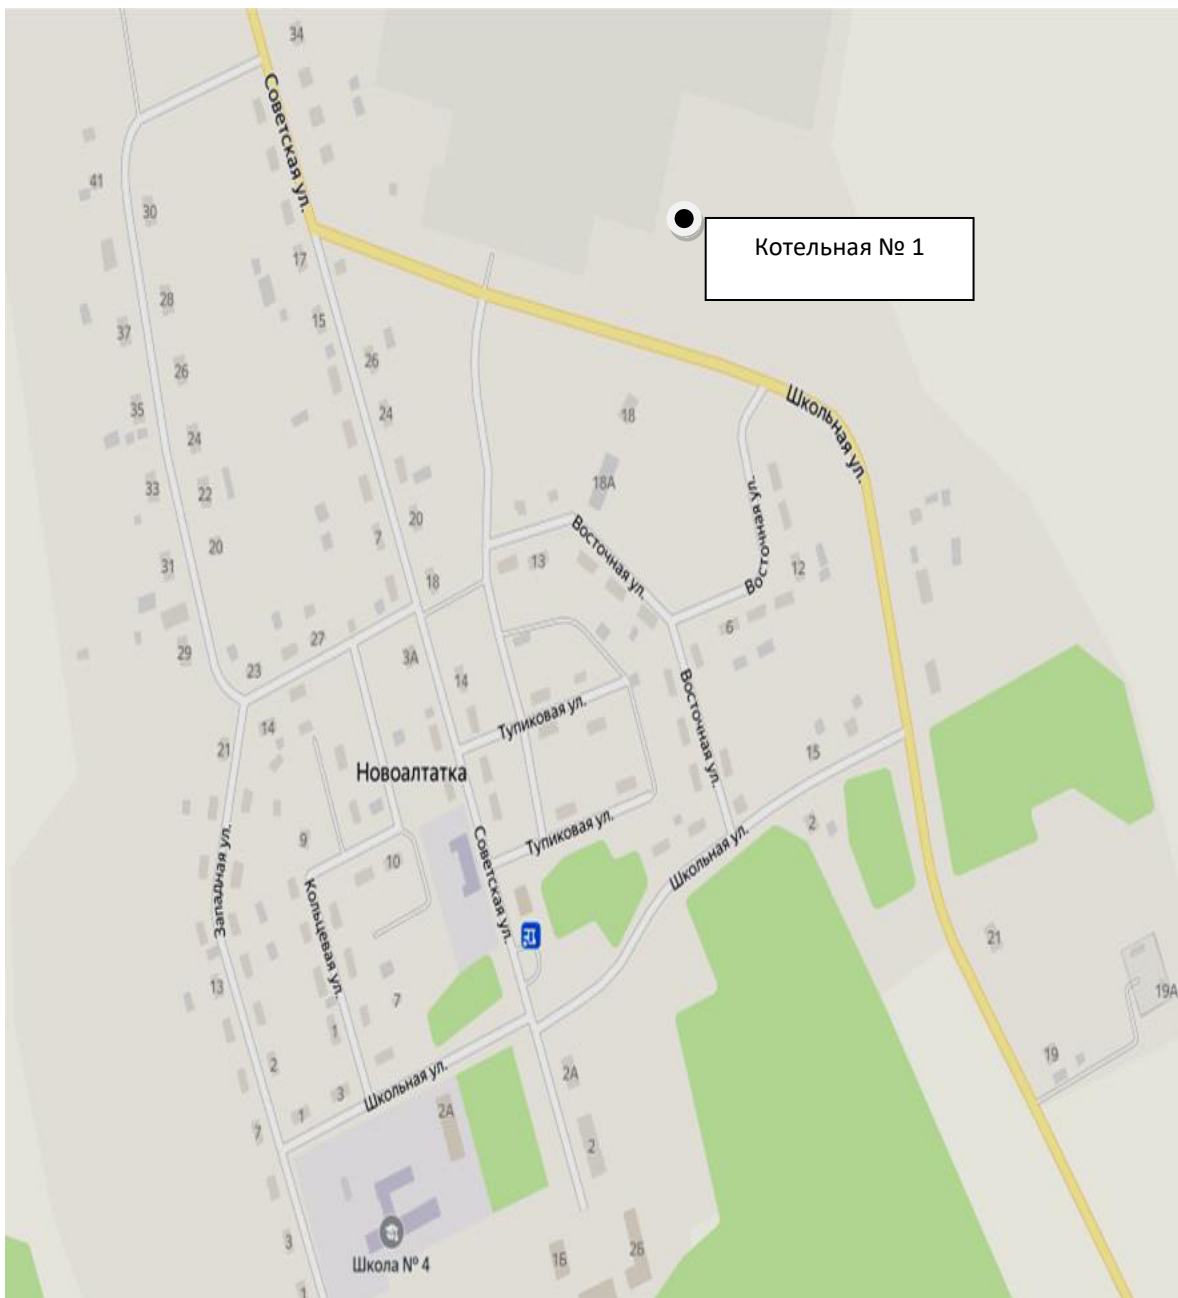 34
Советская ул.
41
30
Котельная № 1
17
28
15
37
26
26
35
24
18
Школьная ул.
24
33
22
18А
Восточная ул.
20
7
20
Восточная ул.
31
13
12
18
27
6
29
3А
23
14
Восточная ул.
14
Тупиковая ул.
21
15
Новоалтатка
2
Тупиковая ул.
9
Советская ул.
Школьная ул.
10
Западная ул.
Кольцевая ул.
21
13
7
19А
1
19
2
2А
Школьная ул.
3
1
2А
7
2
3
Школа № 4
1Б
2Б
1